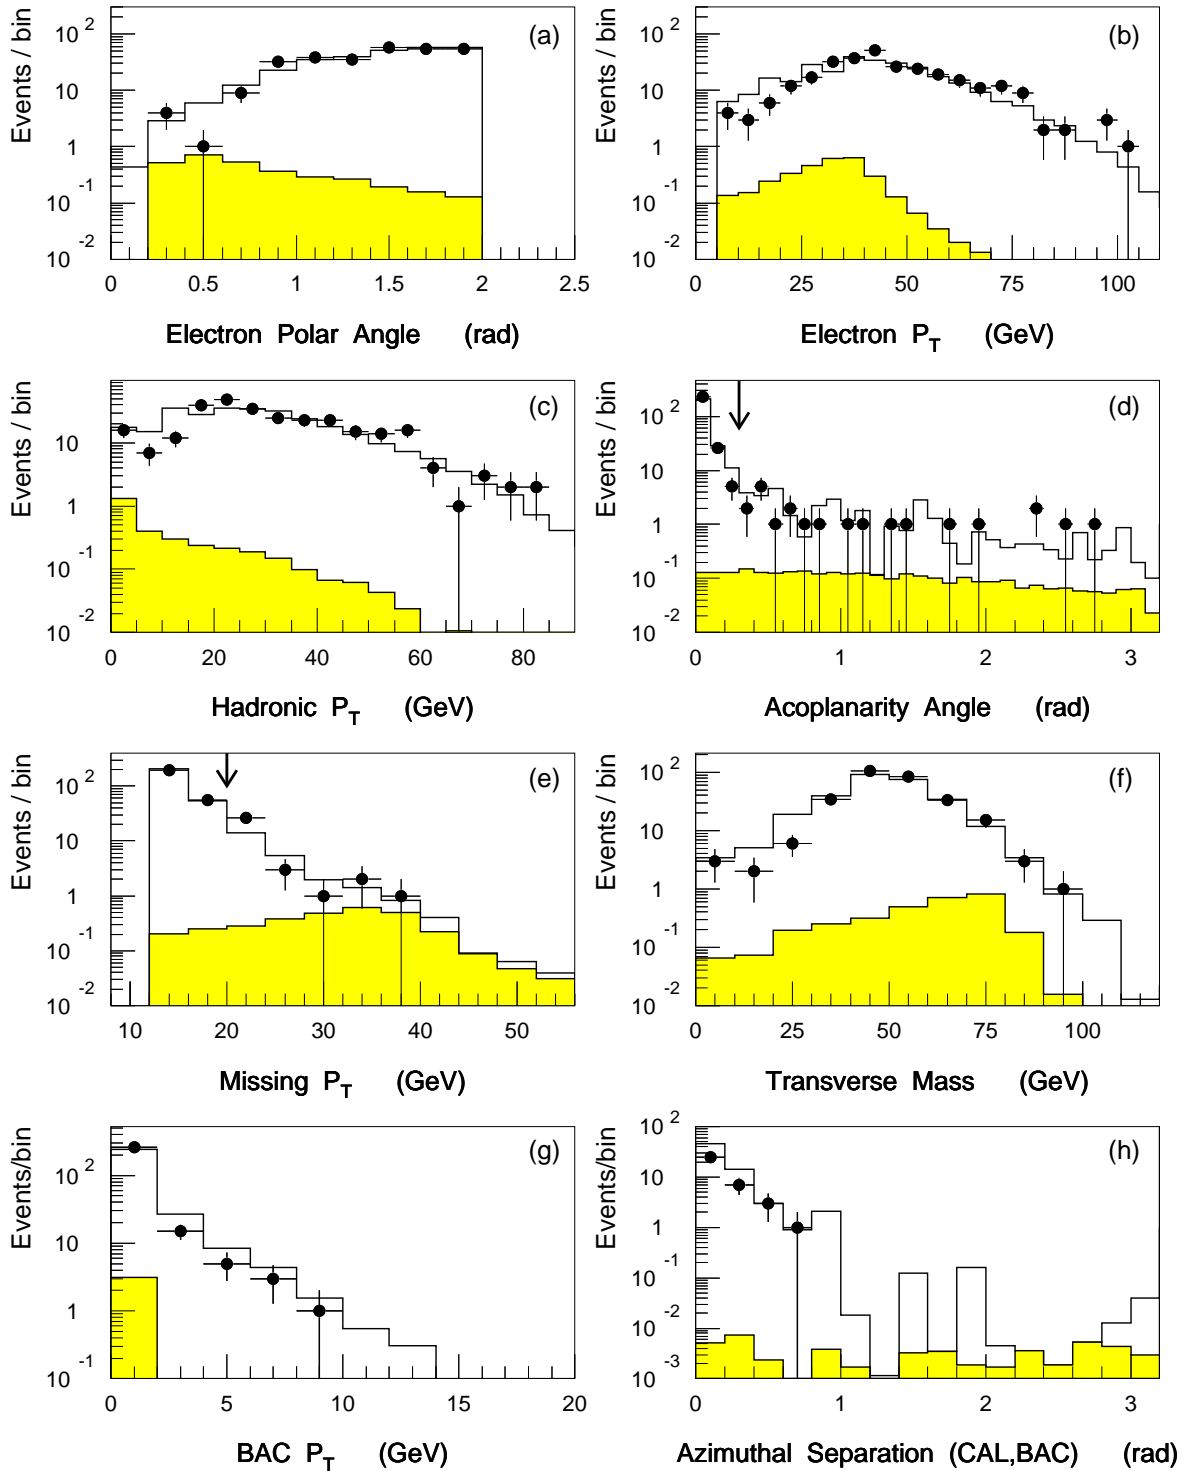 Events / bin
10 2
10
1
10 -1
10 -2
(a)
0 0.5 1 1.5 2 2.5
Electron Polar Angle (rad)
Events / bin
10 2
10
1
10 -1
10 -2
(b)
25 50 75 100
Electron PT (GeV)
Events / bin
10
1
10 -1
10 -2
(c)
0 20 40 60 80
Hadronic PT (GeV)
Events / bin
10 2
10
1
10 -1
10 -2
(d)
0 1 2 3
Acoplanarity Angle (rad)
Events / bin
10 2
10
1
10 -1
10 -2
(e)
10 20 30 40 50
Missing PT (GeV)
Events / bin
10 2
10
1
10 -1
10 -2
(f)
0 25 50 75 100
Transverse Mass (GeV)
Events/bin
10 2
10
1
10 -1
(g)
0 5 10 15 20
BAC PT (GeV)
Events/bin
10 2
10
1
10 -1
10 -2
10 -3
(h)
0 1 2 3
Azimuthal Separation (CAL,BAC) (rad)